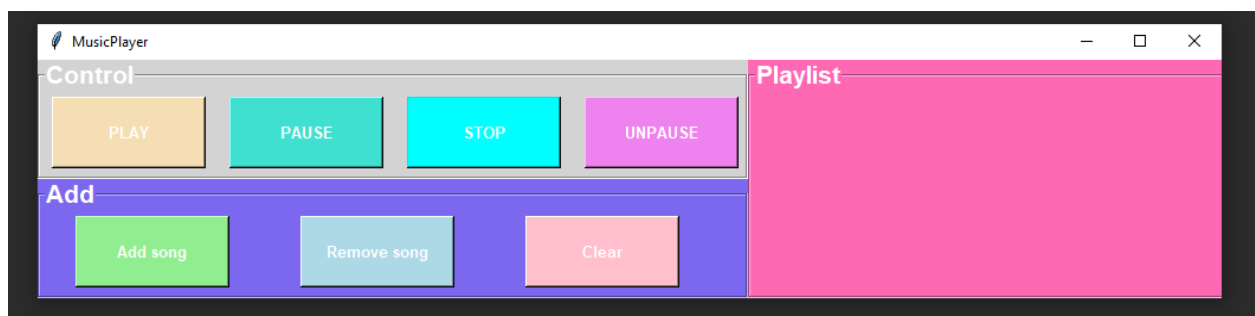 MusicPlayer
Control
PLAY PAUSE STOP UNPAUSE
Add
Add song Remove song Clear
Playlist